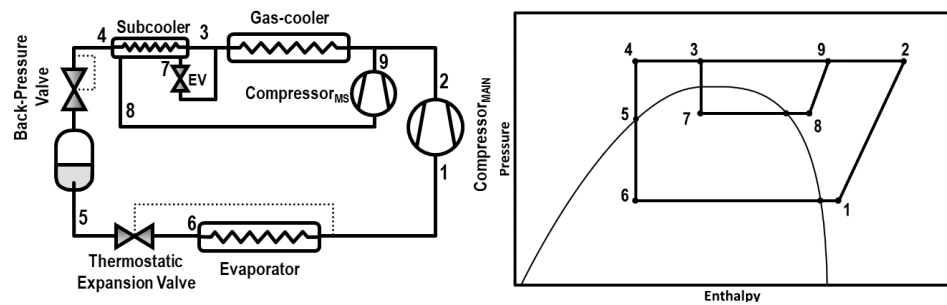 Subcooler
Gas-cooler
4
3
7
EV
9
2
Compressor_MS
8
Back-Pressure
Valve
1
5
6
Thermostatic
Expansion Valve
Evaporator
Compressor_MAIN
Pressure
4
3
9
2
5
7
8
6
1
Enthalpy